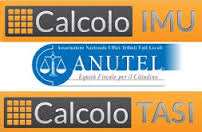 Calcolo IMU
Associazione Nazionale Uffici Tributi Enti Locali
ANUTEL
Equità Fiscale per il Cittadino
Calcolo TASI